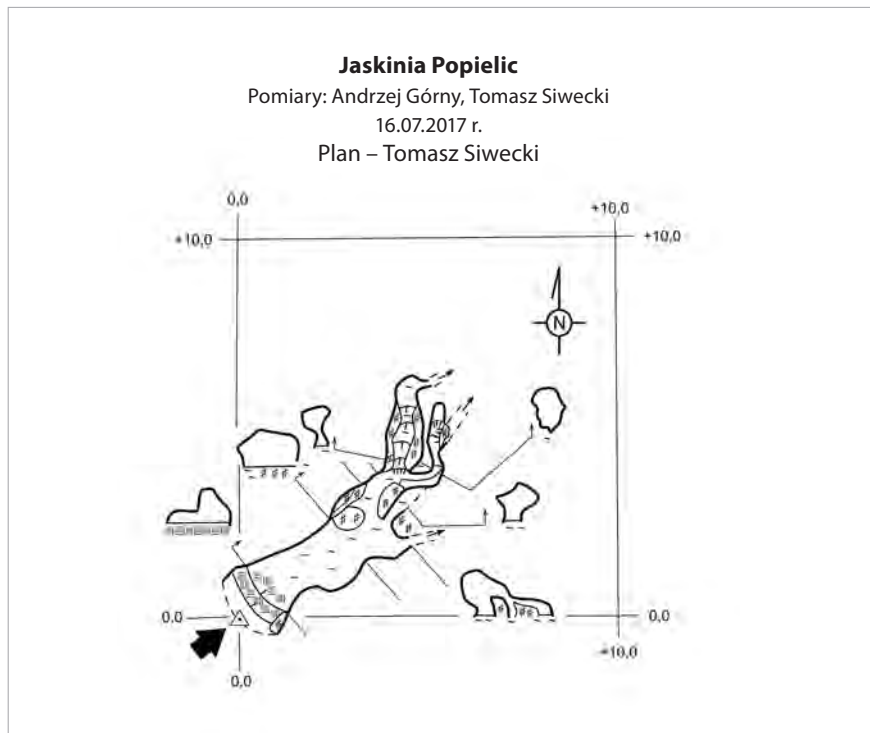 Jaskinia Popielic
Pomiary: Andrzej Górny, Tomasz Siwecki
16.07.2017 r.
Plan – Tomasz Siwecki
0,0
+10,0
+10,0
+10,0
N
0,0
0,0
+10,0
0,0